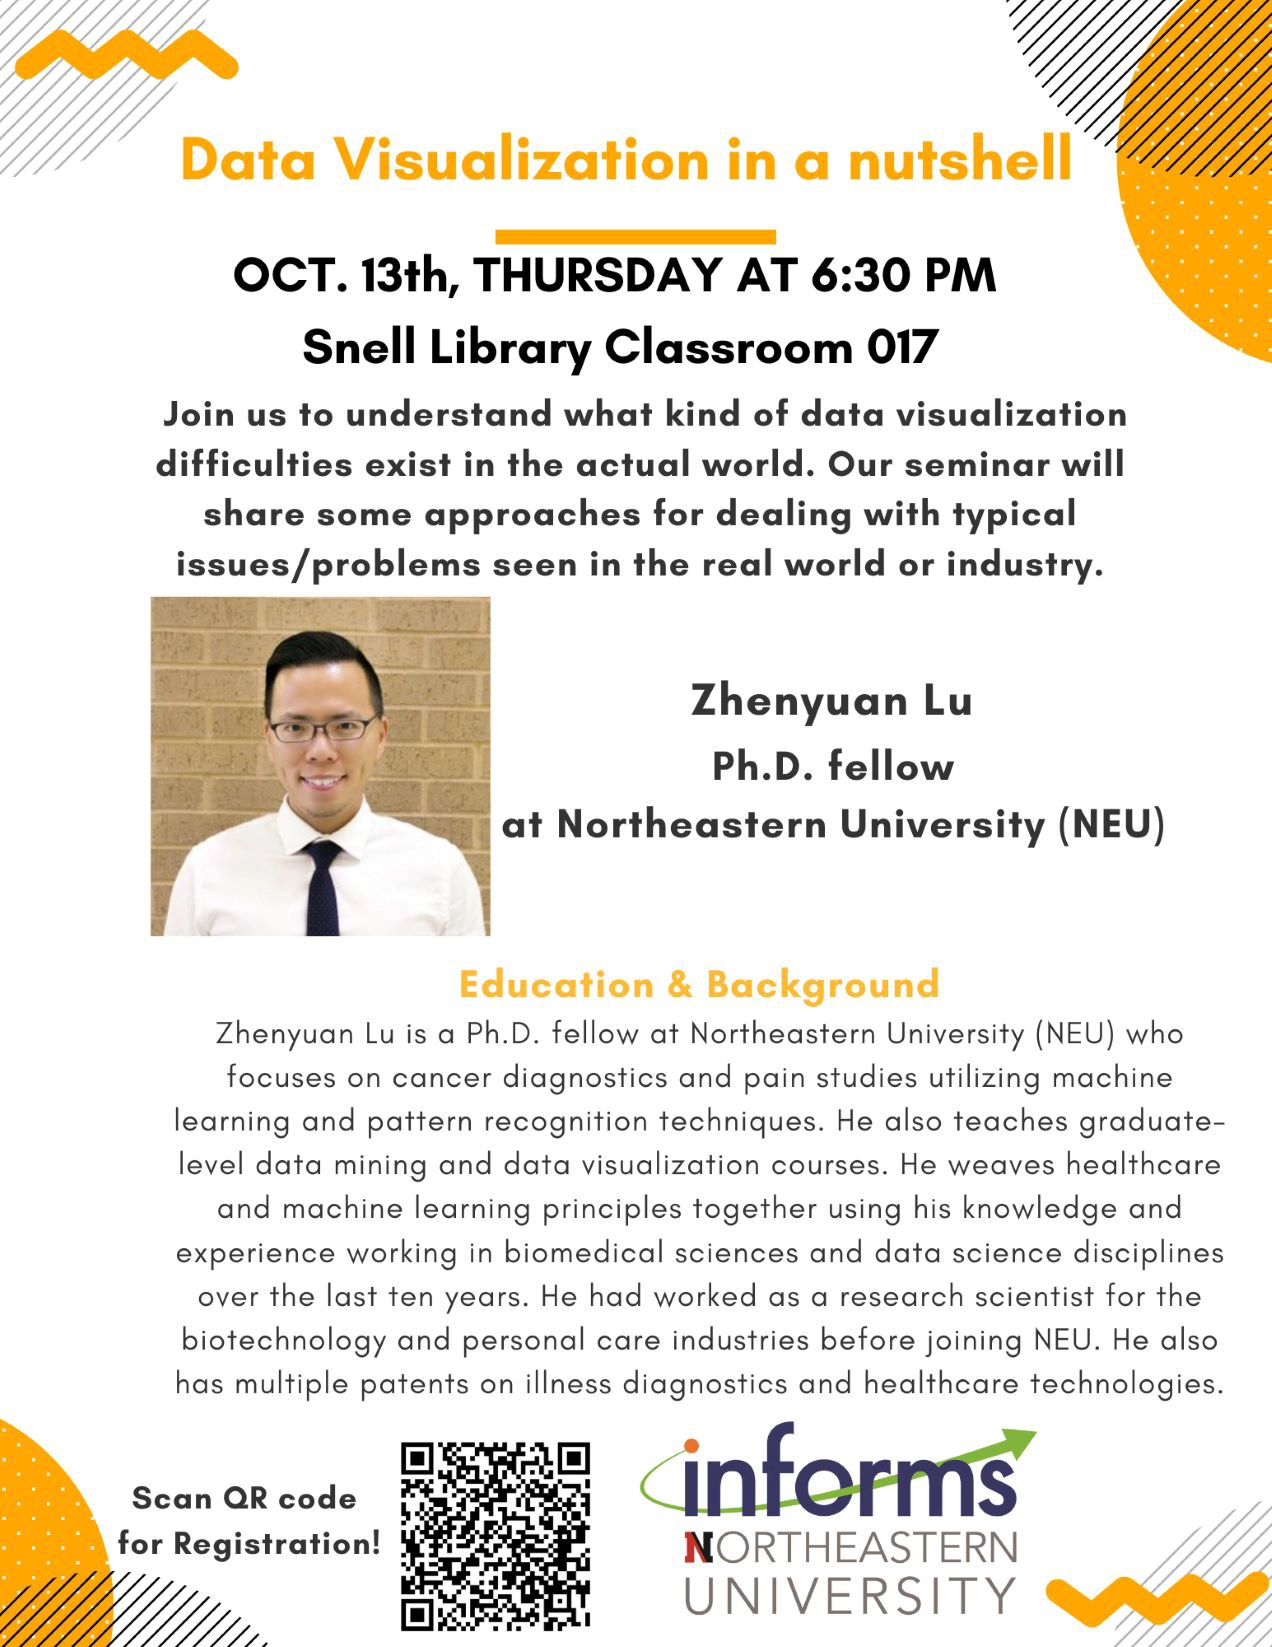 Data Visualization in a nutshell
OCT. 13th, THURSDAY AT 6:30 PM
Snell Library Classroom 017
Join us to understand what kind of data visualization
difficulties exist in the actual world. Our seminar will
share some approaches for dealing with typical
issues/problems seen in the real world or industry.
Zhenyuan Lu
Ph.D. fellow
at Northeastern University (NEU)
Education & Background
Zhenyuan Lu is a Ph.D. fellow at Northeastern University (NEU) who
focuses on cancer diagnostics and pain studies utilizing machine
learning and pattern recognition techniques. He also teaches graduate-
level data mining and data visualization courses. He weaves healthcare
and machine learning principles together using his knowledge and
experience working in biomedical sciences and data science disciplines
over the last ten years. He had worked as a research scientist for the
biotechnology and personal care industries before joining NEU. He also
has multiple patents on illness diagnostics and healthcare technologies.
Scan QR code
for Registration!
informs
NORTHEASTERN
UNIVERSITY